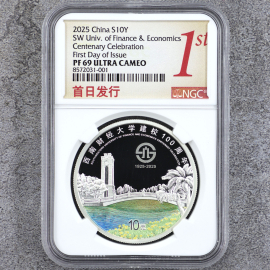 2025 China S10Y
SW Univ. of Finance & Economics
Centenary Celebration
First Day of Issue
PF 69 ULTRA CAMEO
8572031-001
首日发行
1st
NGC
西南财经大学建校100周年
1925-2025
10元